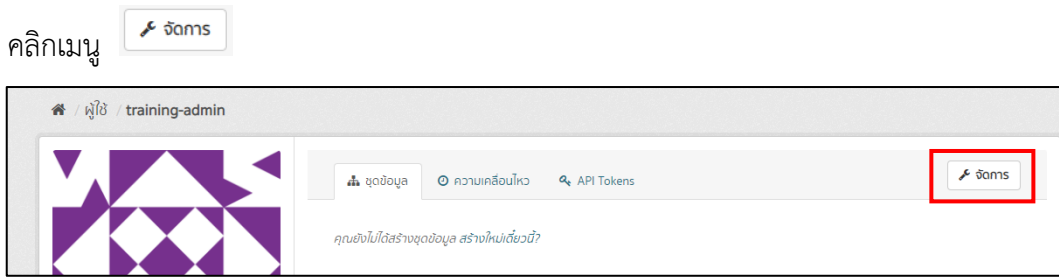 คลิกเมนู จัดการ
/ ผู้ใช้ / training-admin
ชุดข้อมูล ความเคลื่อนไหว API Tokens จัดการ
คุณยังไม่ได้สร้างชุดข้อมูล สร้างใหม่เดี๋ยวนี้?